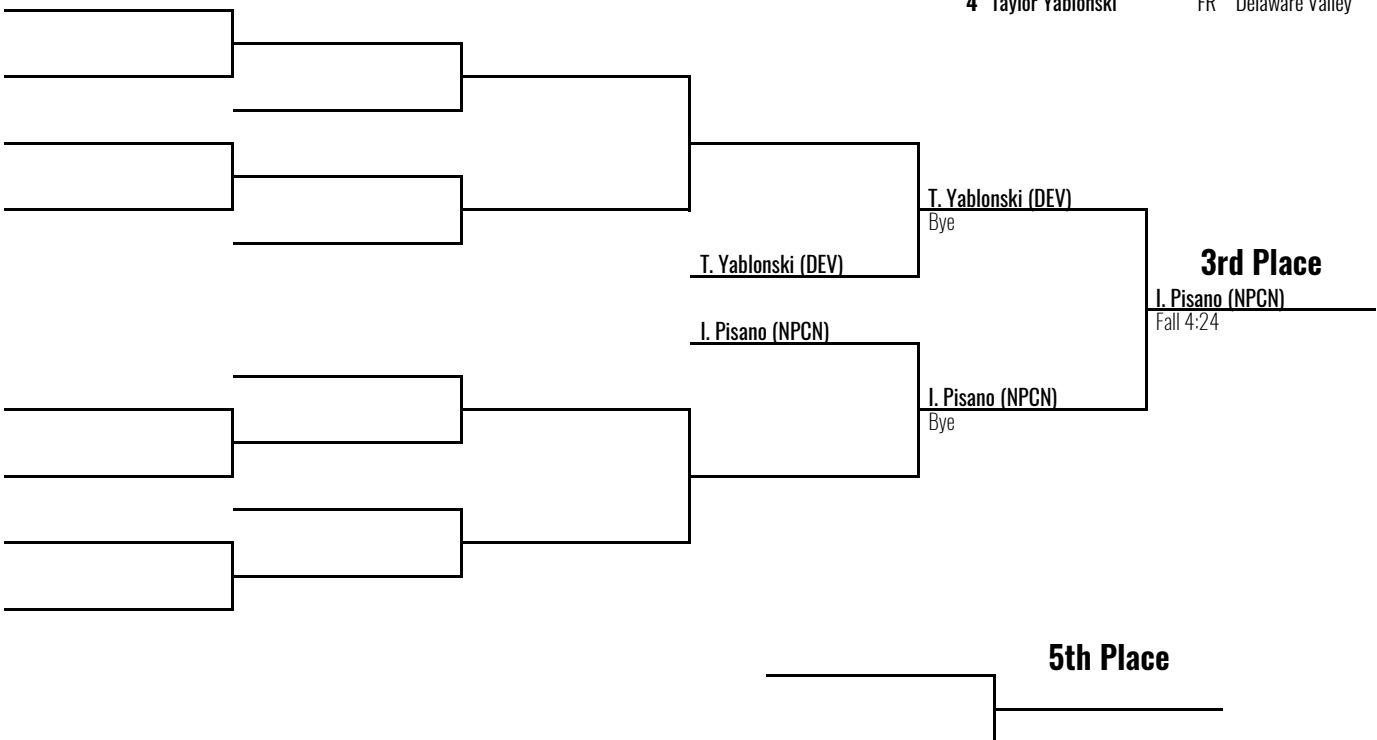 4 Taylor Yablonski FR Delaware Valley
T. Yablonski (DEV)
Bye
T. Yablonski (DEV)
3rd Place
I. Pisano (NPCN)
Fall 4:24
I. Pisano (NPCN)
I. Pisano (NPCN)
Bye
5th Place